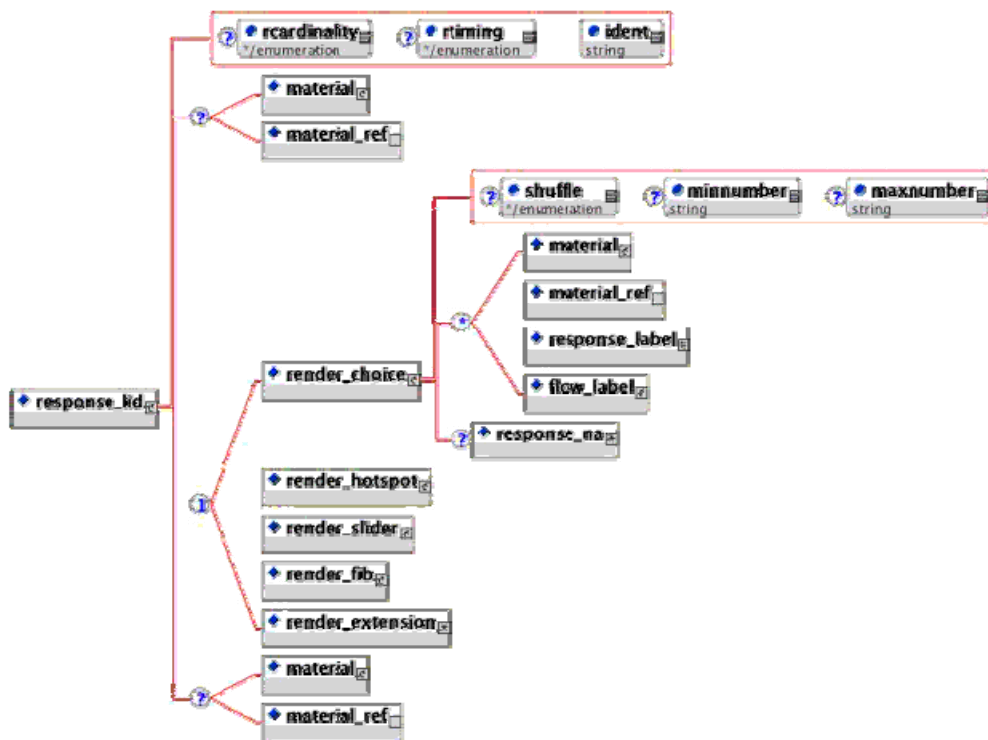 ? rcardinality ? rtiming ident
*/enumeration */enumeration string
material
?
material_ref
? shuffle ? minnumber ? maxnumber
*/enumeration string string
material
material_ref
*
response_label
render_choice
flow_label
response_lid
? response_na
render_hotspot
1
render_slider
render_fib
render_extension
material
?
material_ref